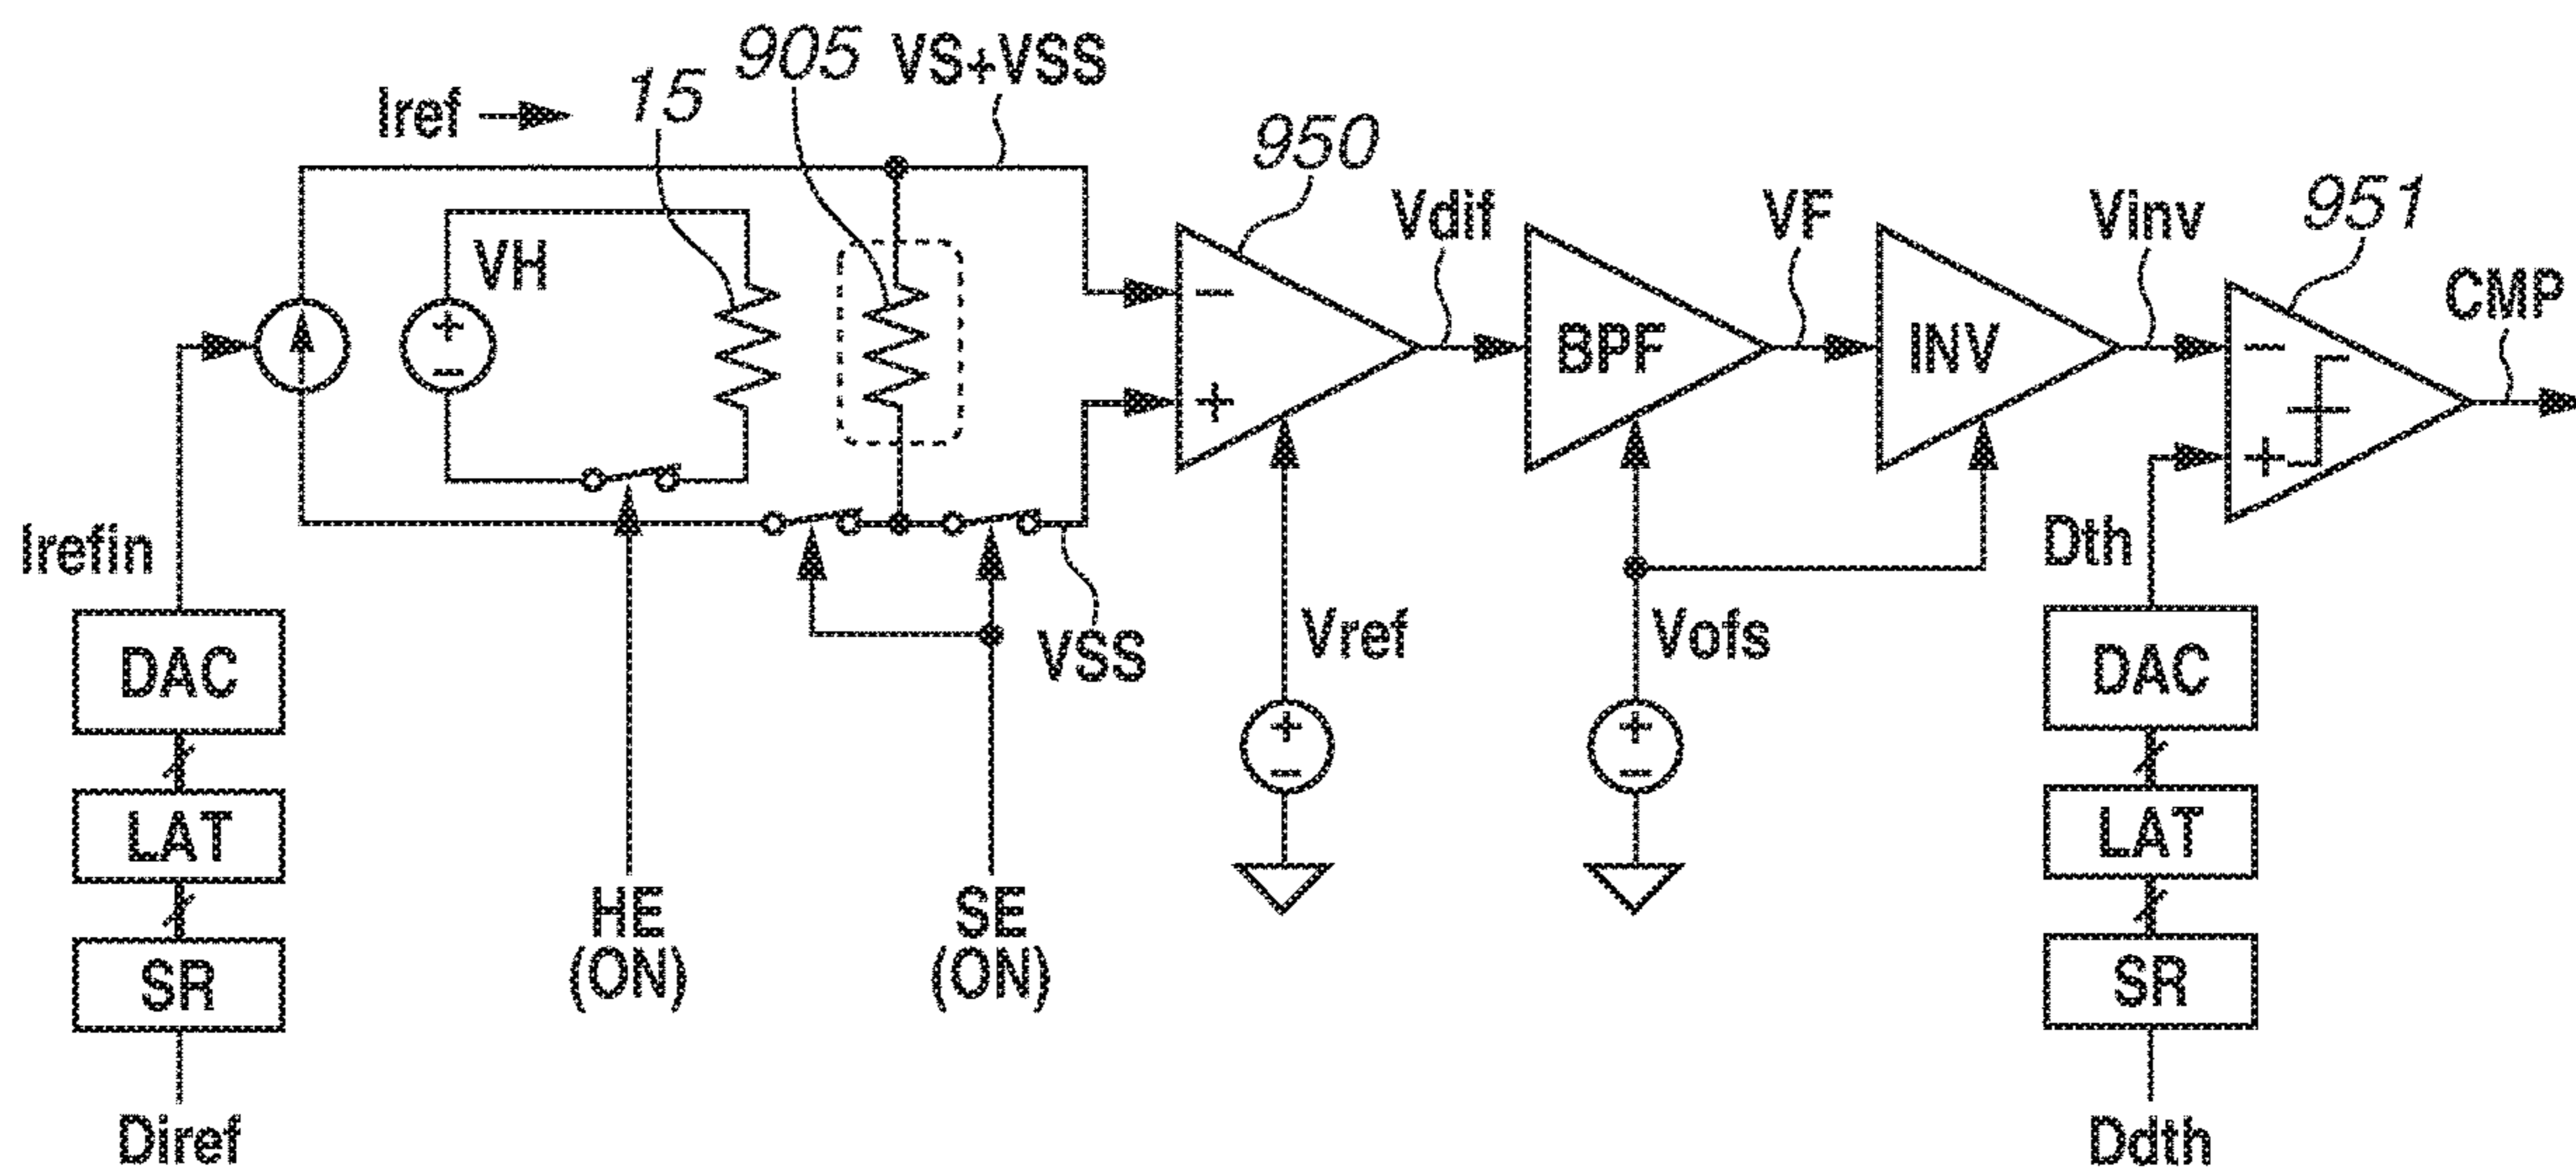 905
VS+VSS
15
Iref
950
951
Vdif
VF
Vinv
CMP
VH
+
−
−
+
BPF
INV
−
+
Irefin
Dth
VSS
Vref
Vofs
DAC
DAC
+
−
+
−
LAT
LAT
HE
(ON)
SE
(ON)
SR
SR
Diref
Ddth